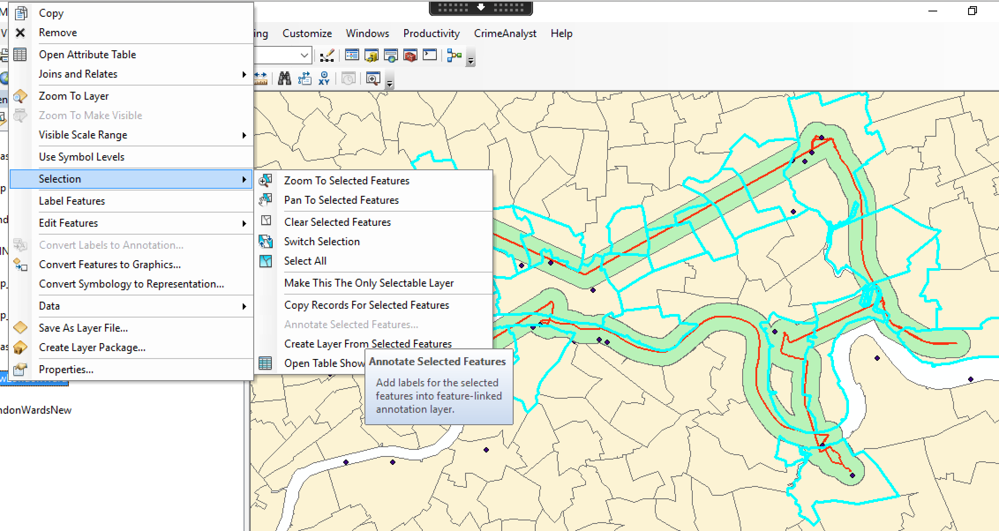 Copy
Remove
Open Attribute Table
Joins and Relates
Zoom To Layer
Zoom To Make Visible
Visible Scale Range
Use Symbol Levels
Selection
Label Features
Edit Features
Convert Labels to Annotation...
Convert Features to Graphics...
Convert Symbology to Representation...
Data
Save As Layer File...
Create Layer Package...
Properties...
ndonWardsNew
ing Customize Windows Productivity CrimeAnalyst Help
XY
Zoom To Selected Features
Pan To Selected Features
Clear Selected Features
Switch Selection
Select All
Make This The Only Selectable Layer
Copy Records For Selected Features
Annotate Selected Features...
Create Layer From Selected Features
Open Table Show
Annotate Selected Features
Add labels for the selected
features into feature-linked
annotation layer.